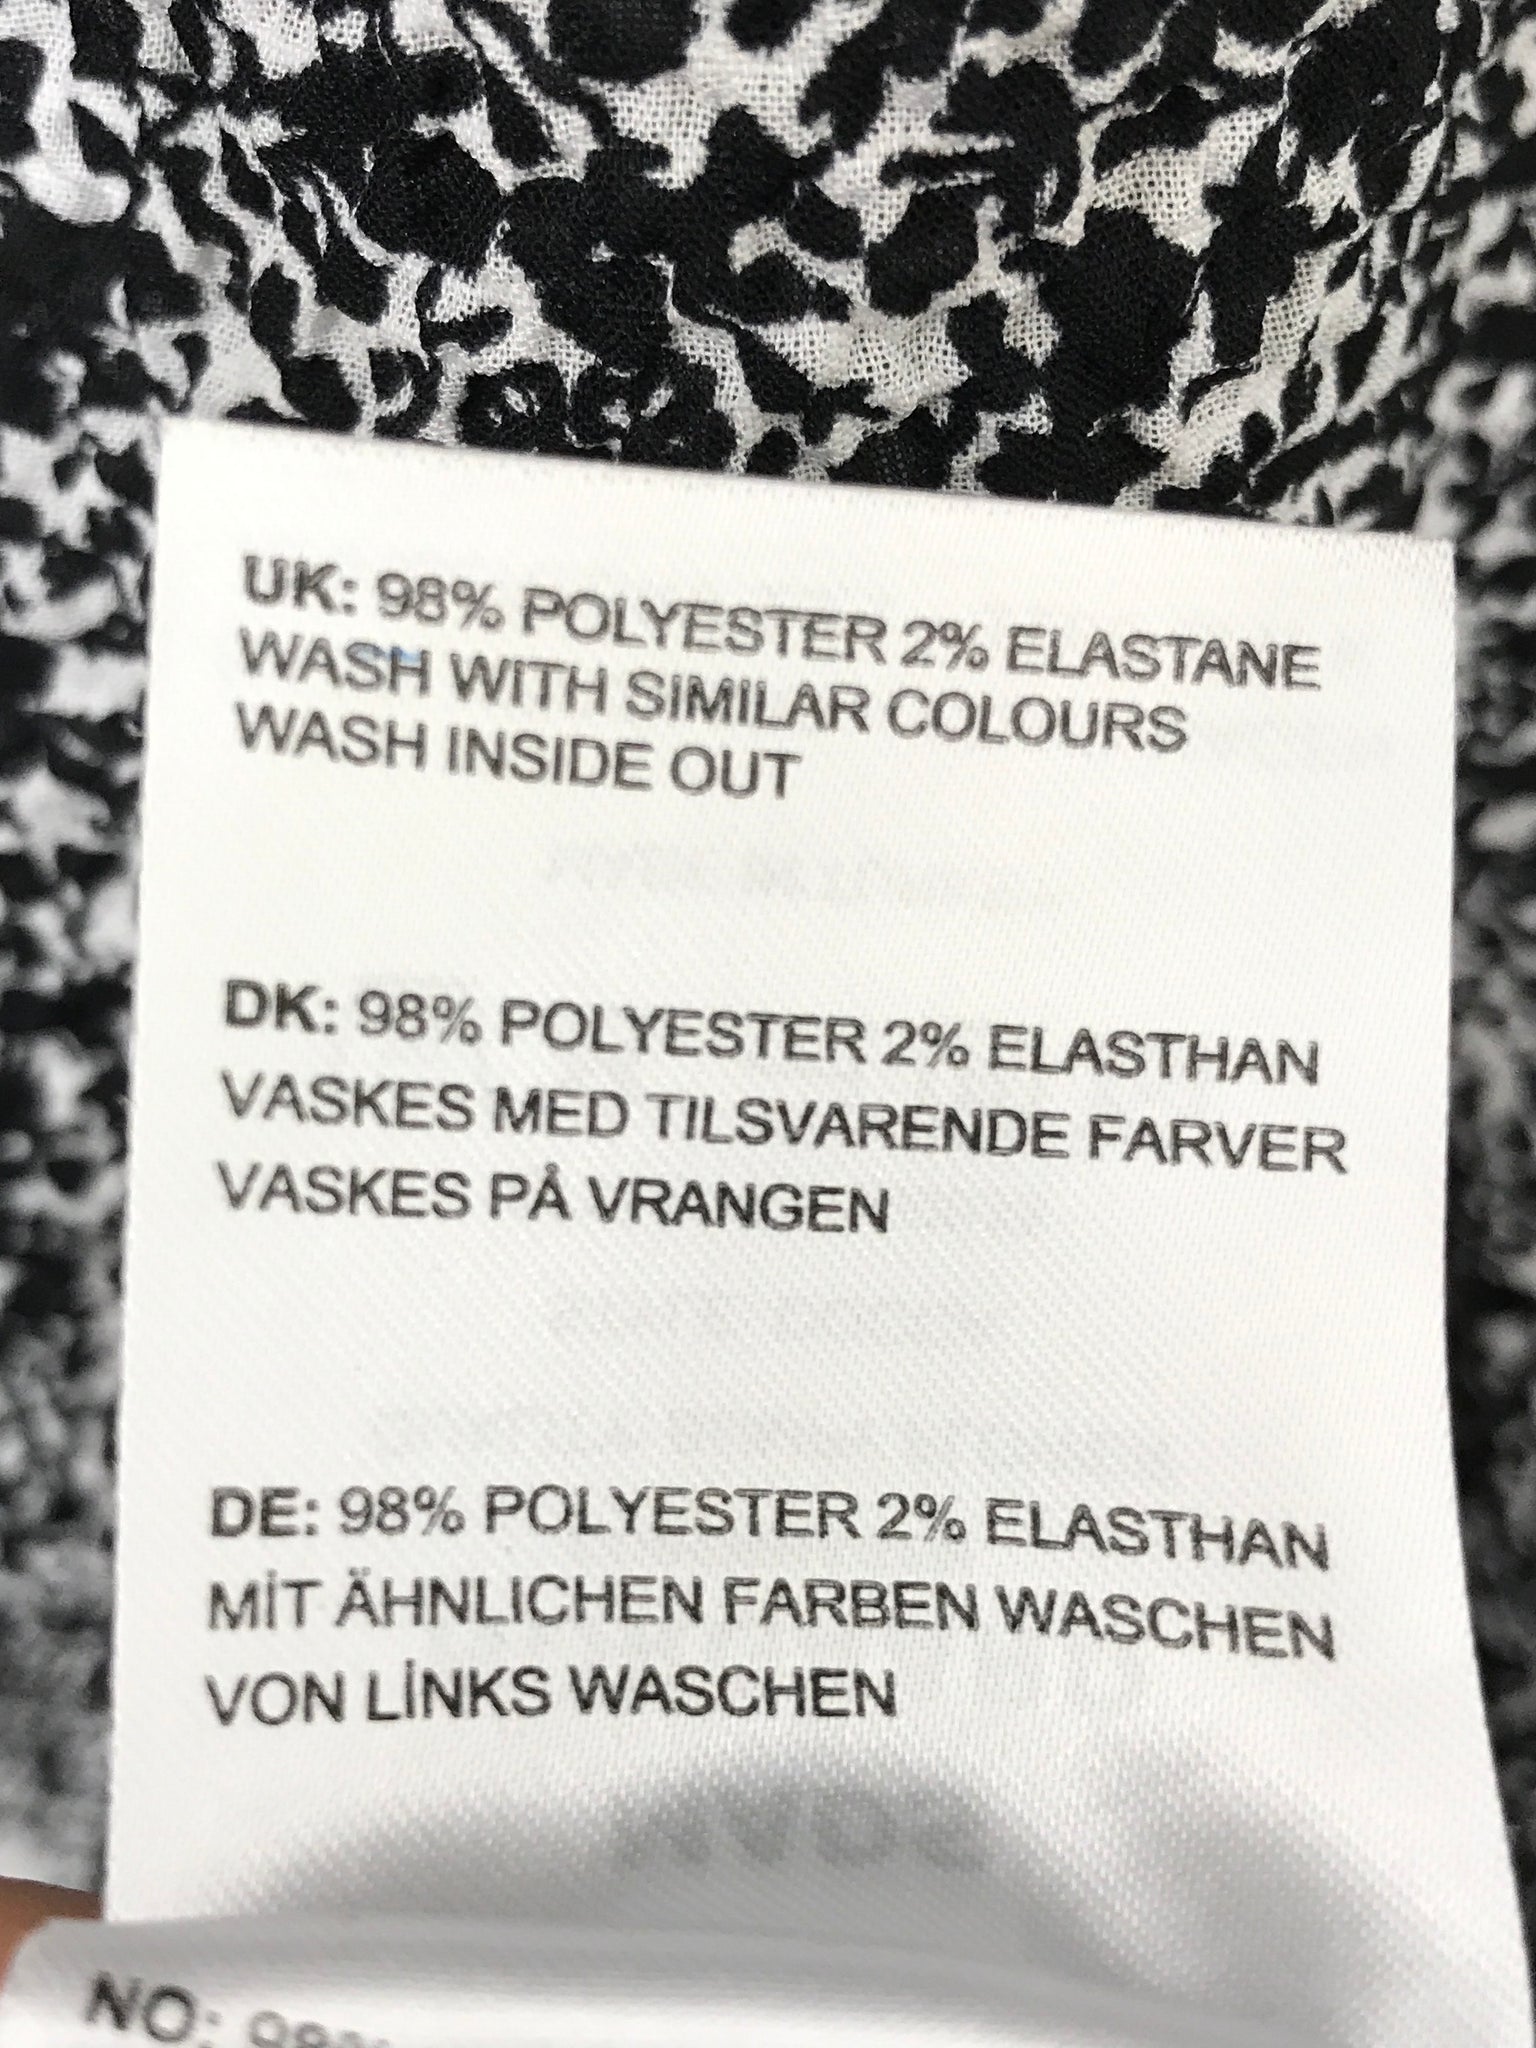 UK: 98% POLYESTER 2% ELASTANE
WASH WITH SIMILAR COLOURS
WASH INSIDE OUT
DK: 98% POLYESTER 2% ELASTHAN
VASKES MED TILSVARENDE FARVER
VASKES PÅ VRANGEN
DE: 98% POLYESTER 2% ELASTHAN
MİT ÄHNLICHEN FARBEN WASCHEN
VON LİNKS WASCHEN
NO: 98%